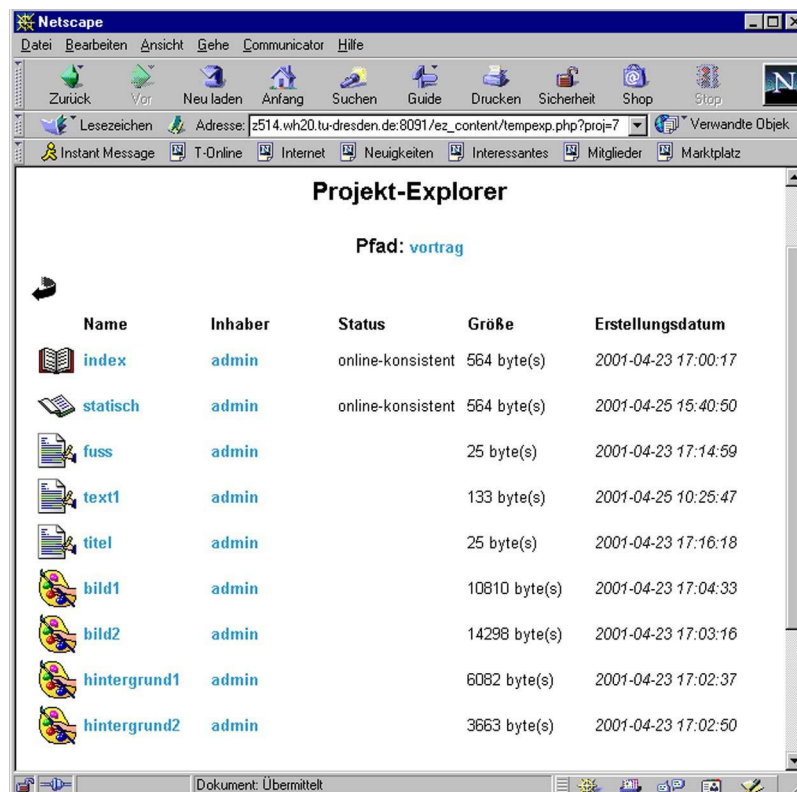 Netscape
Datei Bearbeiten Ansicht Gehe Communicator Hilfe
Zurück Vor Neu laden Anfang Suchen Guide Drucken Sicherheit Shop Stop N
Lesezeichen Adresse: z514.wh20.tu-dresden.de:8091/ez_content/tempexp.php?proj=7 Verwandte Objek
Instant Message T-Online Internet Neuigkeiten Interessantes Mitglieder Marktplatz
Projekt-Explorer
Pfad: vortrag
Name Inhaber Status Größe Erstellungsdatum
index admin online-konsistent 564 byte(s) 2001-04-23 17:00:17
statisch admin online-konsistent 564 byte(s) 2001-04-25 15:40:50
fuss admin 25 byte(s) 2001-04-23 17:14:59
text1 admin 133 byte(s) 2001-04-25 10:25:47
titel admin 25 byte(s) 2001-04-23 17:16:18
bild1 admin 10810 byte(s) 2001-04-23 17:04:33
bild2 admin 14298 byte(s) 2001-04-23 17:03:16
hintergrund1 admin 6082 byte(s) 2001-04-23 17:02:37
hintergrund2 admin 3663 byte(s) 2001-04-23 17:02:50
Dokument: Übermittelt